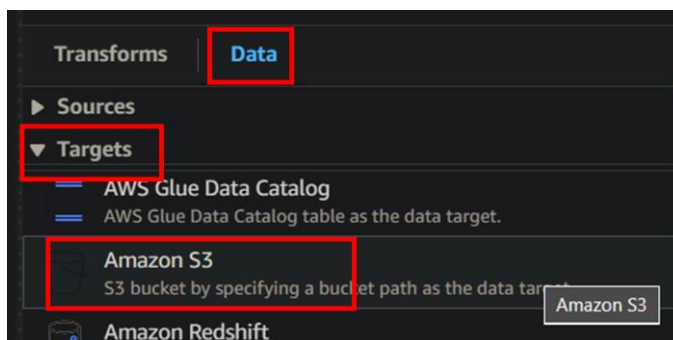 Transforms Data
Sources
Targets
AWS Glue Data Catalog
AWS Glue Data Catalog table as the data target.
Amazon S3
S3 bucket by specifying a bucket path as the data
Amazon S3
Amazon Redshift